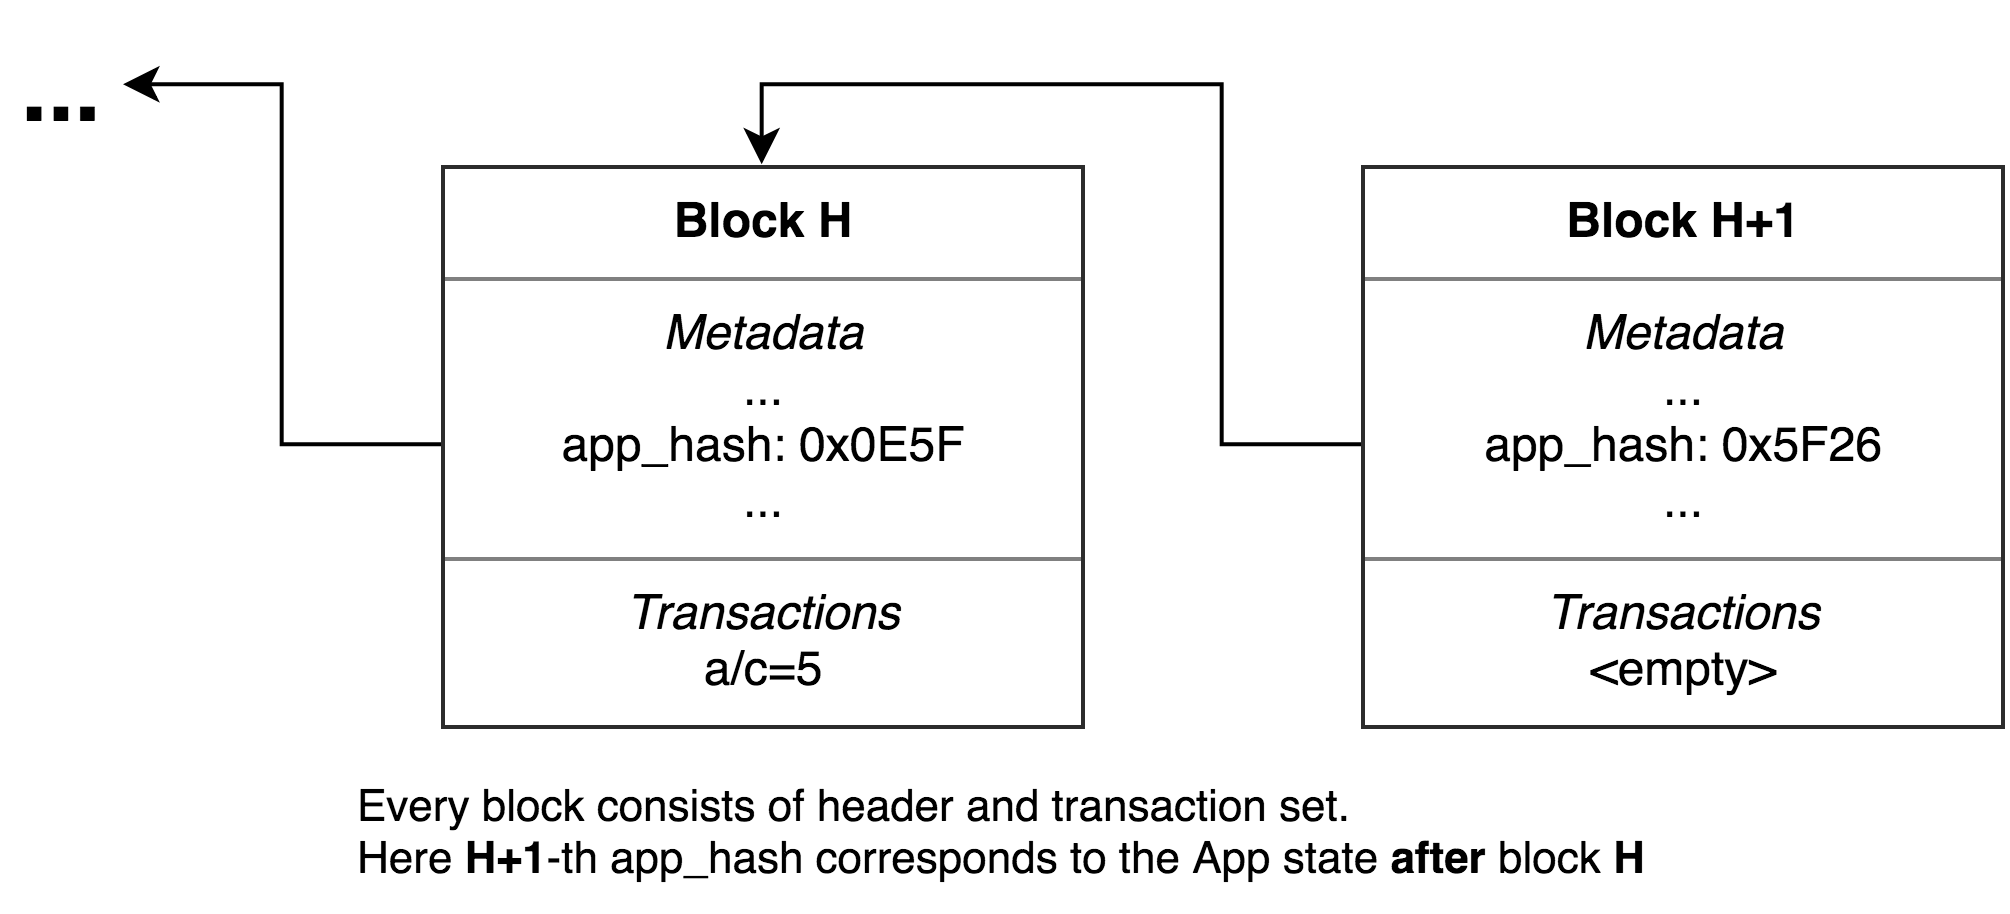 ...
Block H
Metadata
...
app_hash: 0x0E5F
...
Transactions
a/c=5
Block H+1
Metadata
...
app_hash: 0x5F26
...
Transactions
<empty>
Every block consists of header and transaction set.
Here H+1-th app_hash corresponds to the App state after block H